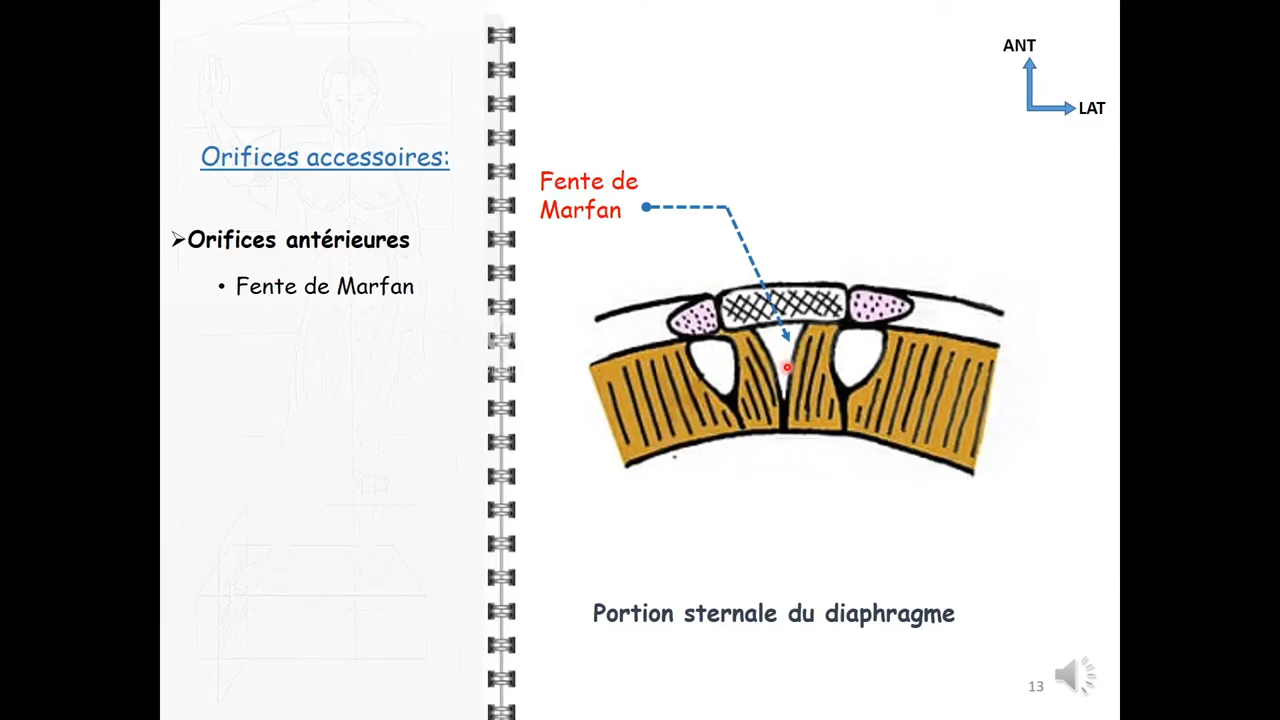 Orifices accessoires:
➢Orifices antérieures
• Fente de Marfan
ANT
LAT
Fente de
Marfan
Portion sternale du diaphragme
13